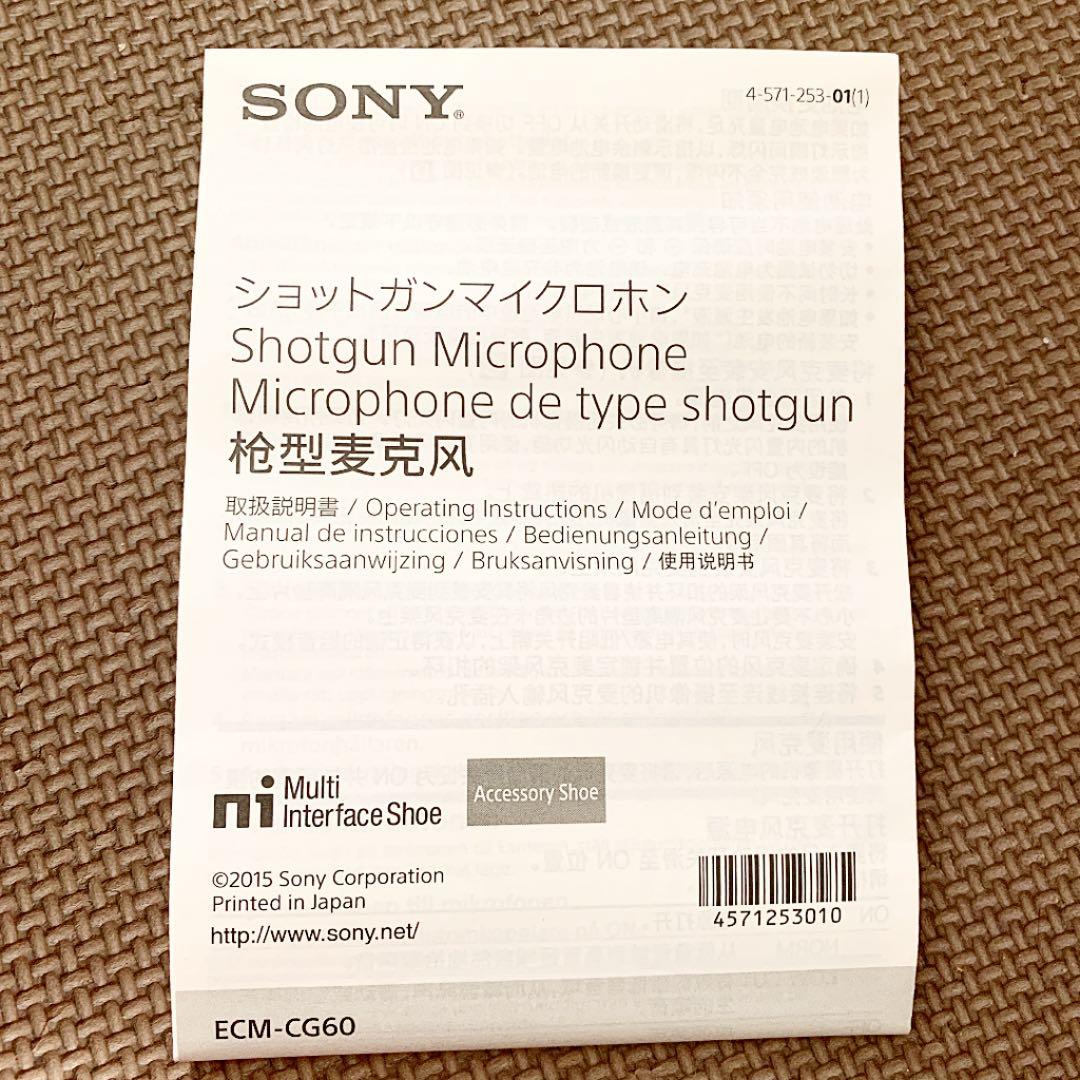 SONY®
4-571-253-01(1)
ショットガンマイクロホン
Shotgun Microphone
Microphone de type shotgun
枪型麦克风
取扱説明書 / Operating Instructions / Mode d'emploi /
Manual de instrucciones / Bedienungsanleitung /
Gebruiksaanwijzing / Bruksanvisning / 使用说明书
mi Multi
Interface Shoe
Accessory Shoe
©2015 Sony Corporation
Printed in Japan
http://www.sony.net/
4571253010
ECM-CG60